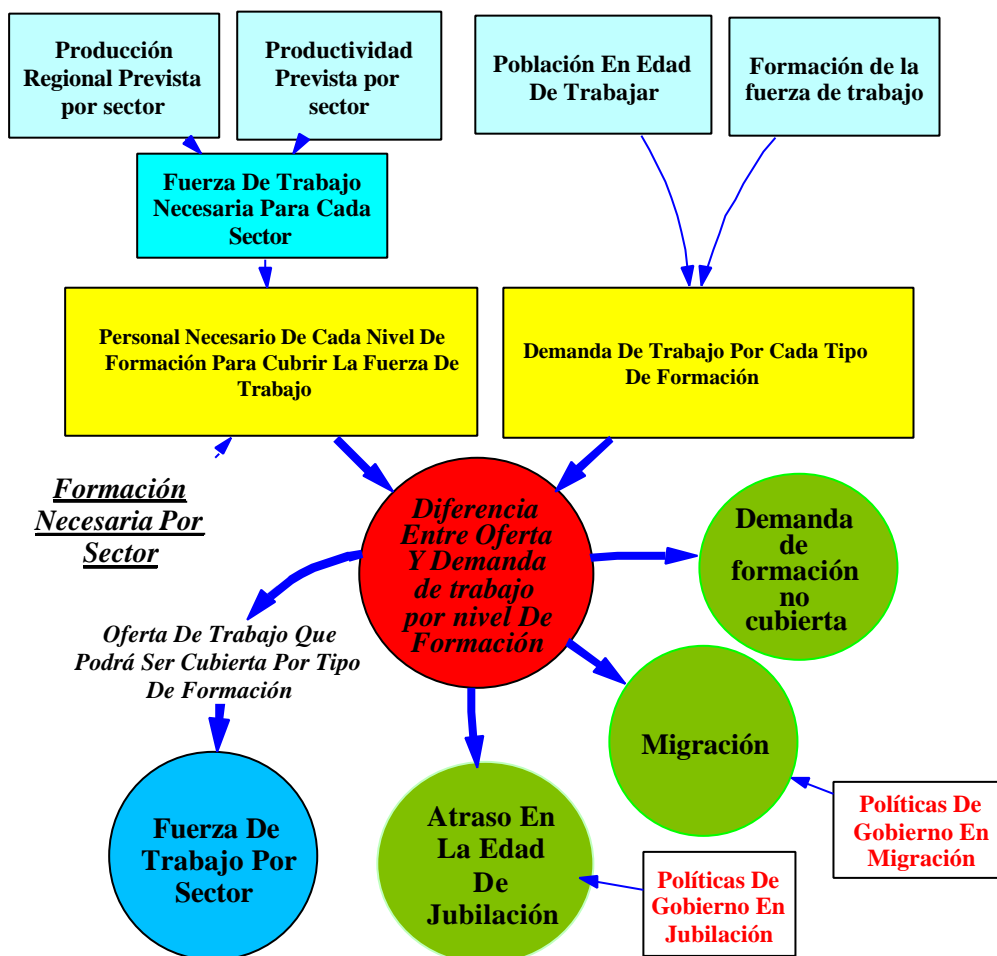 Producción
Regional Prevista
por sector
Productividad
Prevista por
sector
Población En Edad
De Trabajar
Formación de la
fuerza de trabajo
Fuerza De Trabajo
Necesaria Para Cada
Sector
Personal Necesario De Cada Nivel De
Formación Para Cubrir La Fuerza De
Trabajo
Demanda De Trabajo Por Cada Tipo
De Formación
Formación
Necesaria Por
Sector
Diferencia
Entre Oferta
Y Demanda
de trabajo
por nivel De
Formación
Demanda
de
formación
no
cubierta
Oferta De Trabajo Que
Podrá Ser Cubierta Por Tipo
De Formación
Migración
Fuerza De
Trabajo Por
Sector
Atraso En
La Edad
De
Jubilación
Políticas De
Gobierno En
Migración
Políticas De
Gobierno En
Jubilación